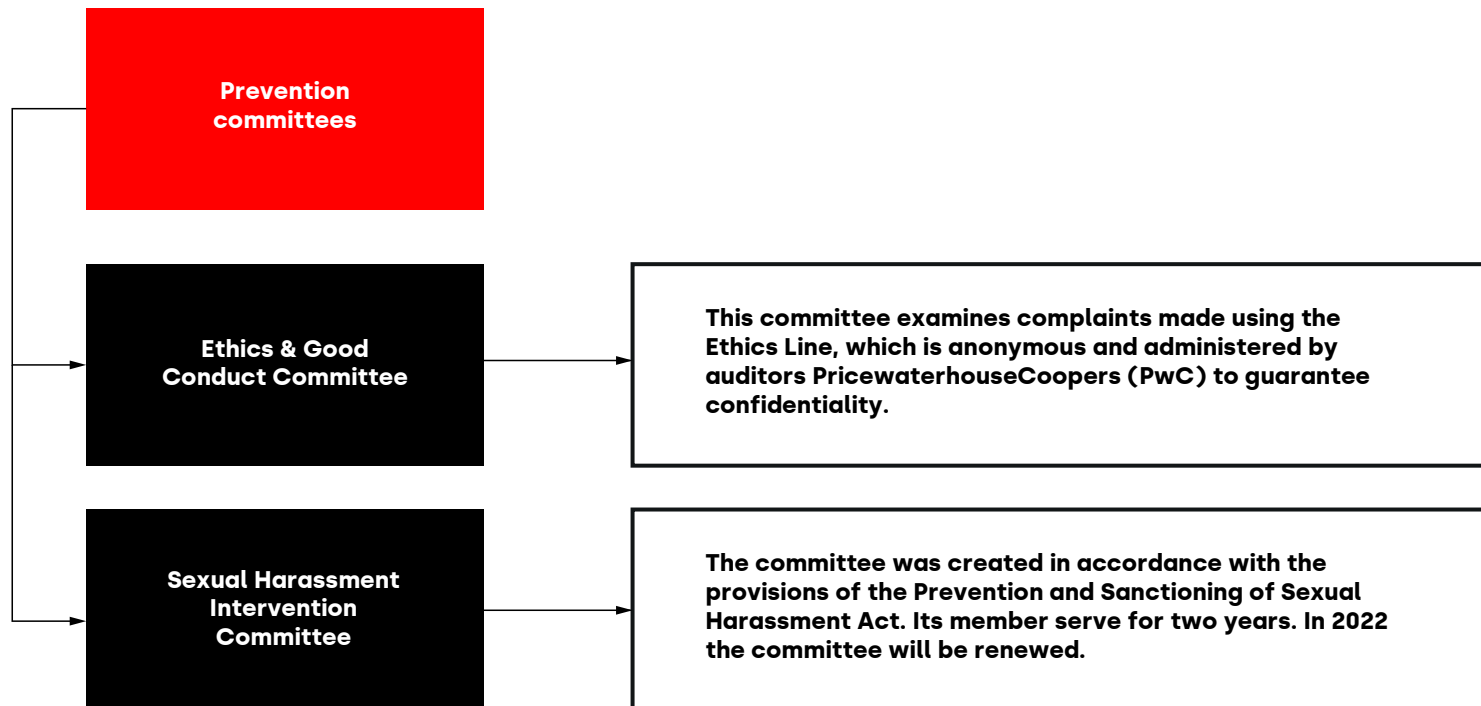 Prevention
committees
Ethics & Good
Conduct Committee
This committee examines complaints made using the
Ethics Line, which is anonymous and administered by
auditors PricewaterhouseCoopers (PwC) to guarantee
confidentiality.
Sexual Harassment
Intervention
Committee
The committee was created in accordance with the
provisions of the Prevention and Sanctioning of Sexual
Harassment Act. Its member serve for two years. In 2022
the committee will be renewed.